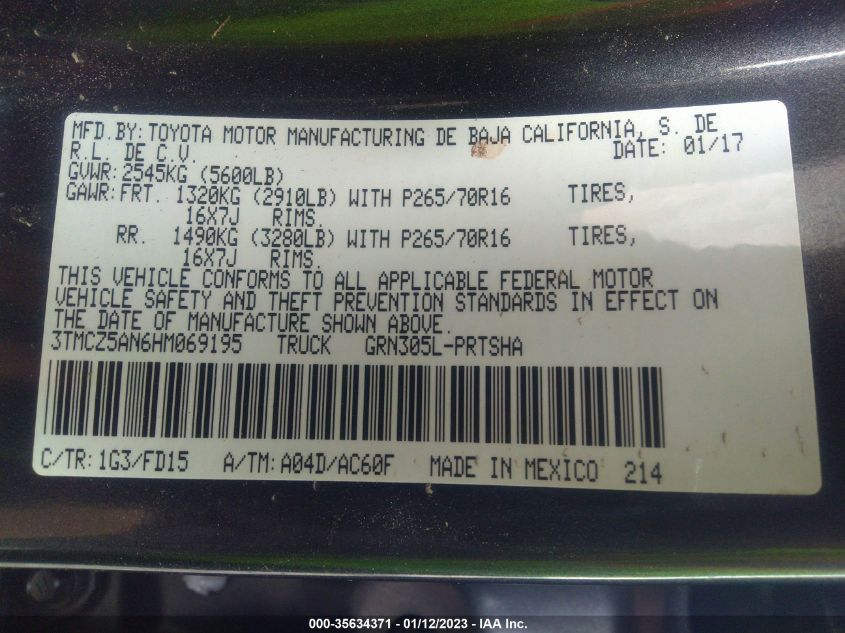 MFD. BY: TOYOTA MOTOR MANUFACTURING DE BAJA CALIFORNIA, S. DE
R.L. DE C.V. DATE: 01/17
GVWR: 2545KG (5600LB)
GAWR: FRT. 1320KG (2910LB) WITH P265/70R16 TIRES,
16X7J RIMS.
RR. 1490KG (3280LB) WITH P265/70R16 TIRES,
16X7J RIMS.
THIS VEHICLE CONFORMS TO ALL APPLICABLE FEDERAL MOTOR
VEHICLE SAFETY AND THEFT PREVENTION STANDARDS IN EFFECT ON
THE DATE OF MANUFACTURE SHOWN ABOVE.
3TMCZ5AN6HM069195 TRUCK GRN305L-PRTSHA
C/TR: 1G3/FD15 A/TM: A04D/AC60F MADE IN MEXICO 214
000-35634371 - 01/12/2023 - IAA Inc.